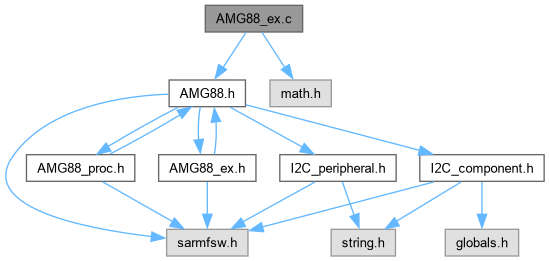 AMG88_ex.c
AMG88.h
math.h
AMG88_proc.h
AMG88_ex.h
I2C_peripheral.h
I2C_component.h
sarmfsw.h
string.h
globals.h